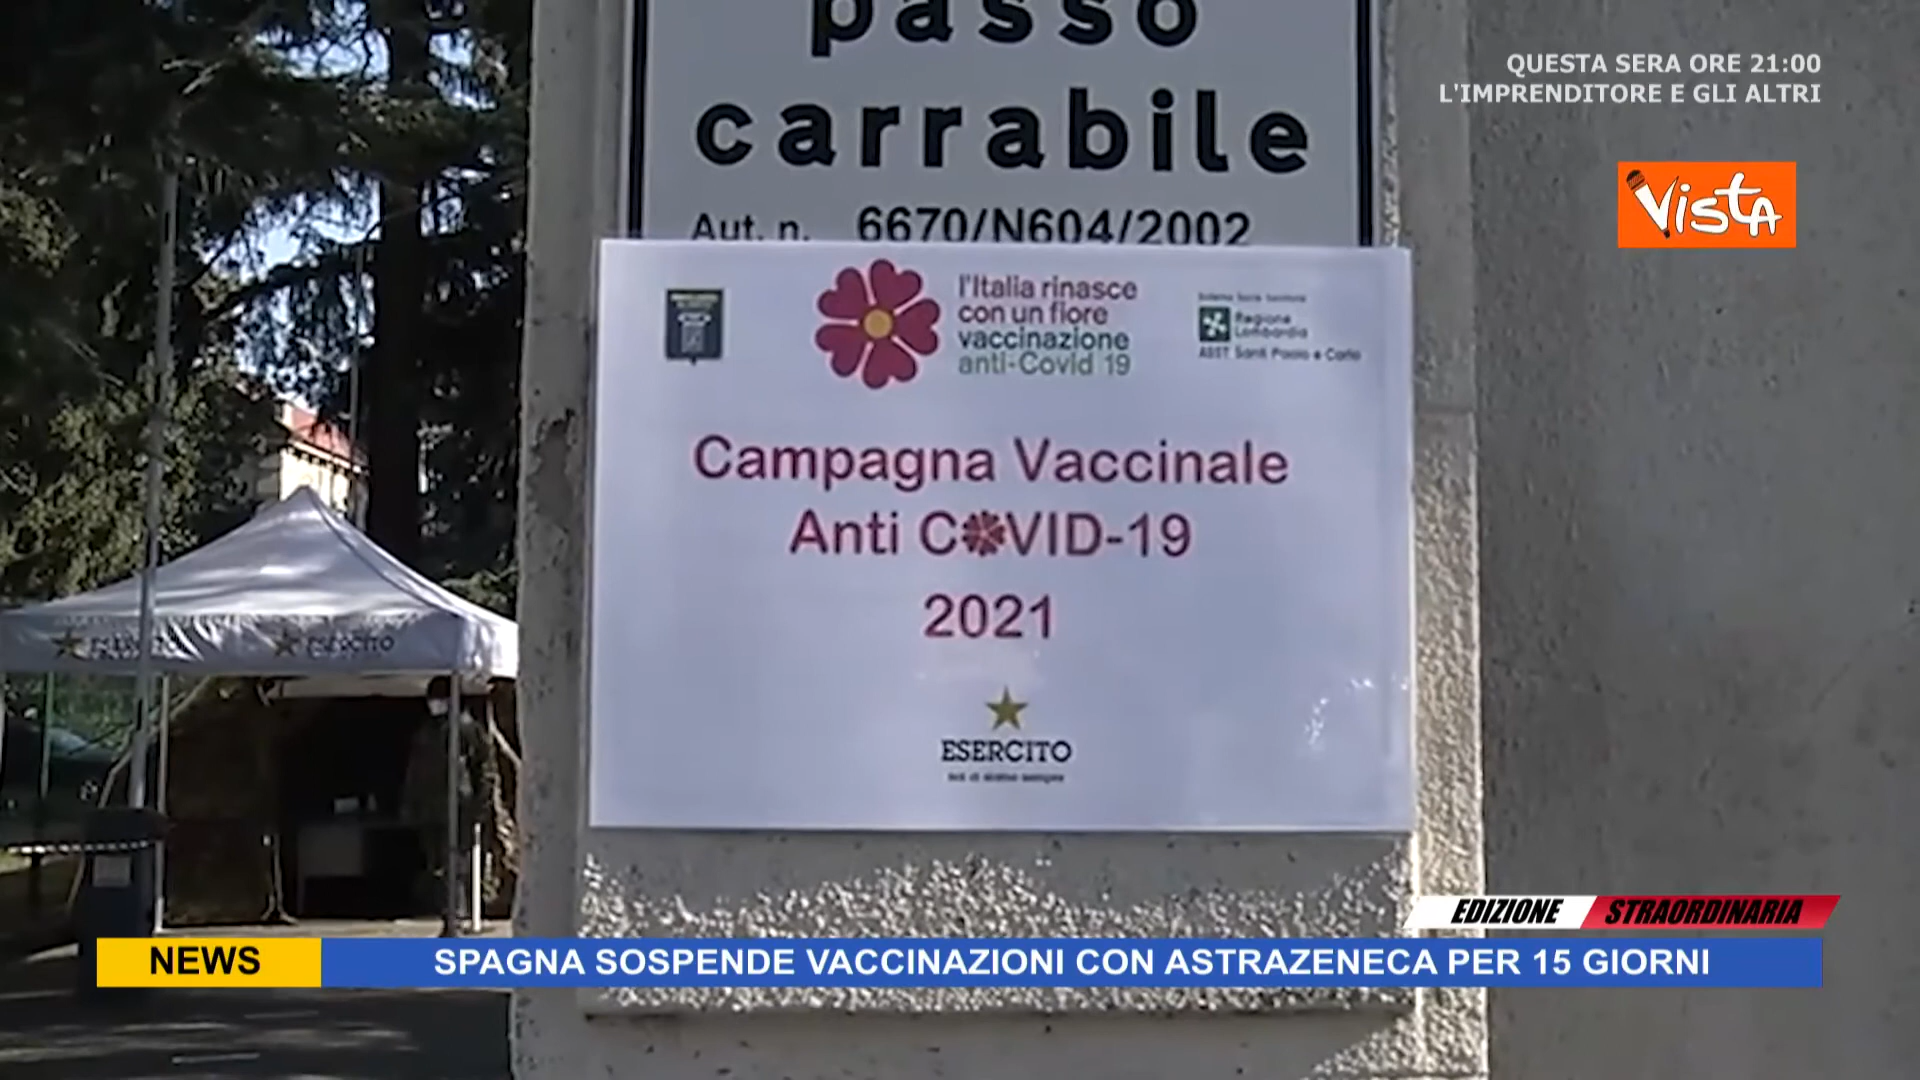 passo
carrabile
Aut. n. 6670/N604/2002
QUESTA SERA ORE 21:00
L'IMPRENDITORE E GLI ALTRI
VISTA
l'Italia rinasce
con un fiore
vaccinazione
anti-Covid 19
Regione
Lombardia
ASST Santi Paolo e Carlo
Campagna Vaccinale
Anti COVID-19
2021
ESERCITO
ESERCITO
ESERCITO
EDIZIONE STRAORDINARIA
NEWS
SPAGNA SOSPENDE VACCINAZIONI CON ASTRAZENECA PER 15 GIORNI